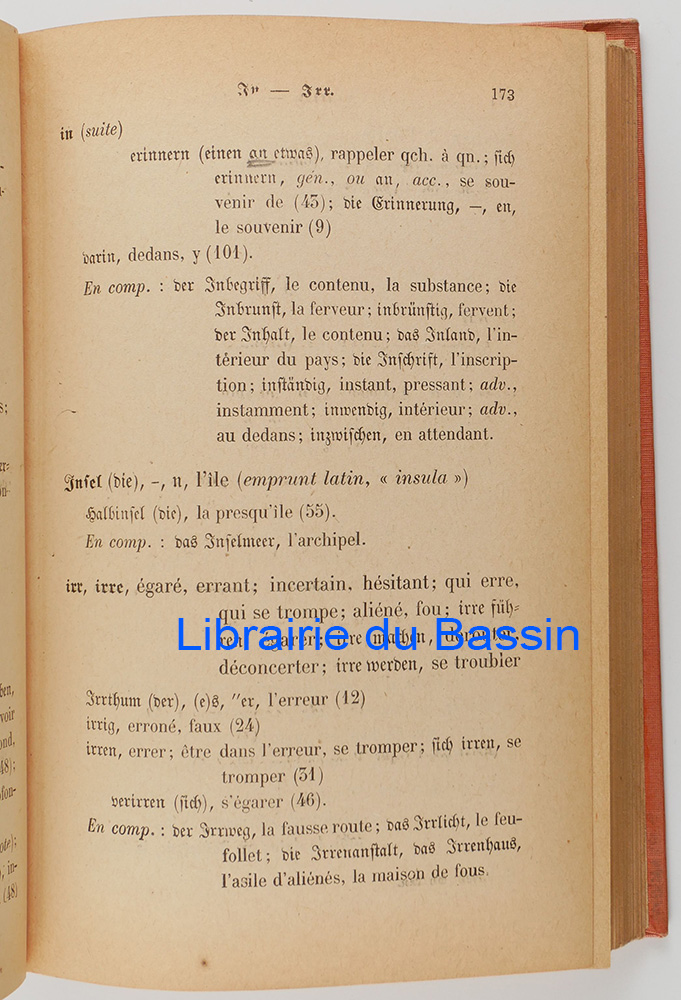 In — Irr. 173
in (suite)
erinnern (einen an etwas), rappeler qch. à qn.; sich
erinnern, gén., ou an, acc., se sou-
venir de (43); die Erinnerung, —, en,
le souvenir (9)
darin, dedans, y (101).
En comp. : der Inbegriff, le contenu, la substance; die
Inbrunst, la ferveur; inbrünstig, fervent;
der Inhalt, le contenu; das Inland, l'in-
térieur du pays; die Inschrift, l'inscrip-
tion; inständig, instant, pressant; adv.,
instamment; inwendig, intérieur; adv.,
au dedans; inzwischen, en attendant.
Insel (die), -, n, l'île (emprunt latin, « insula »)
Halbinsel (die), la presqu'île (55).
En comp. : das Inselmeer, l'archipel.
irr, irre, égaré, errant; incertain, hésitant; qui erre,
qui se trompe; aliéné, fou; irre füh-
ren, égarer; irre machen, dérouter,
Librairie du Bassin
déconcerter; irre werden, se troubler
Irrthum (der), (e)s, "er, l'erreur (12)
irrig, erroné, faux (24)
irren, errer; être dans l'erreur, se tromper; sich irren, se
tromper (31)
verirren (sich), s'égarer (46).
En comp. : der Irrweg, la fausse route; das Irrlicht, le feu-
follet; die Irrenanstalt, das Irrenhaus,
l'asile d'aliénés, la maison de fous.